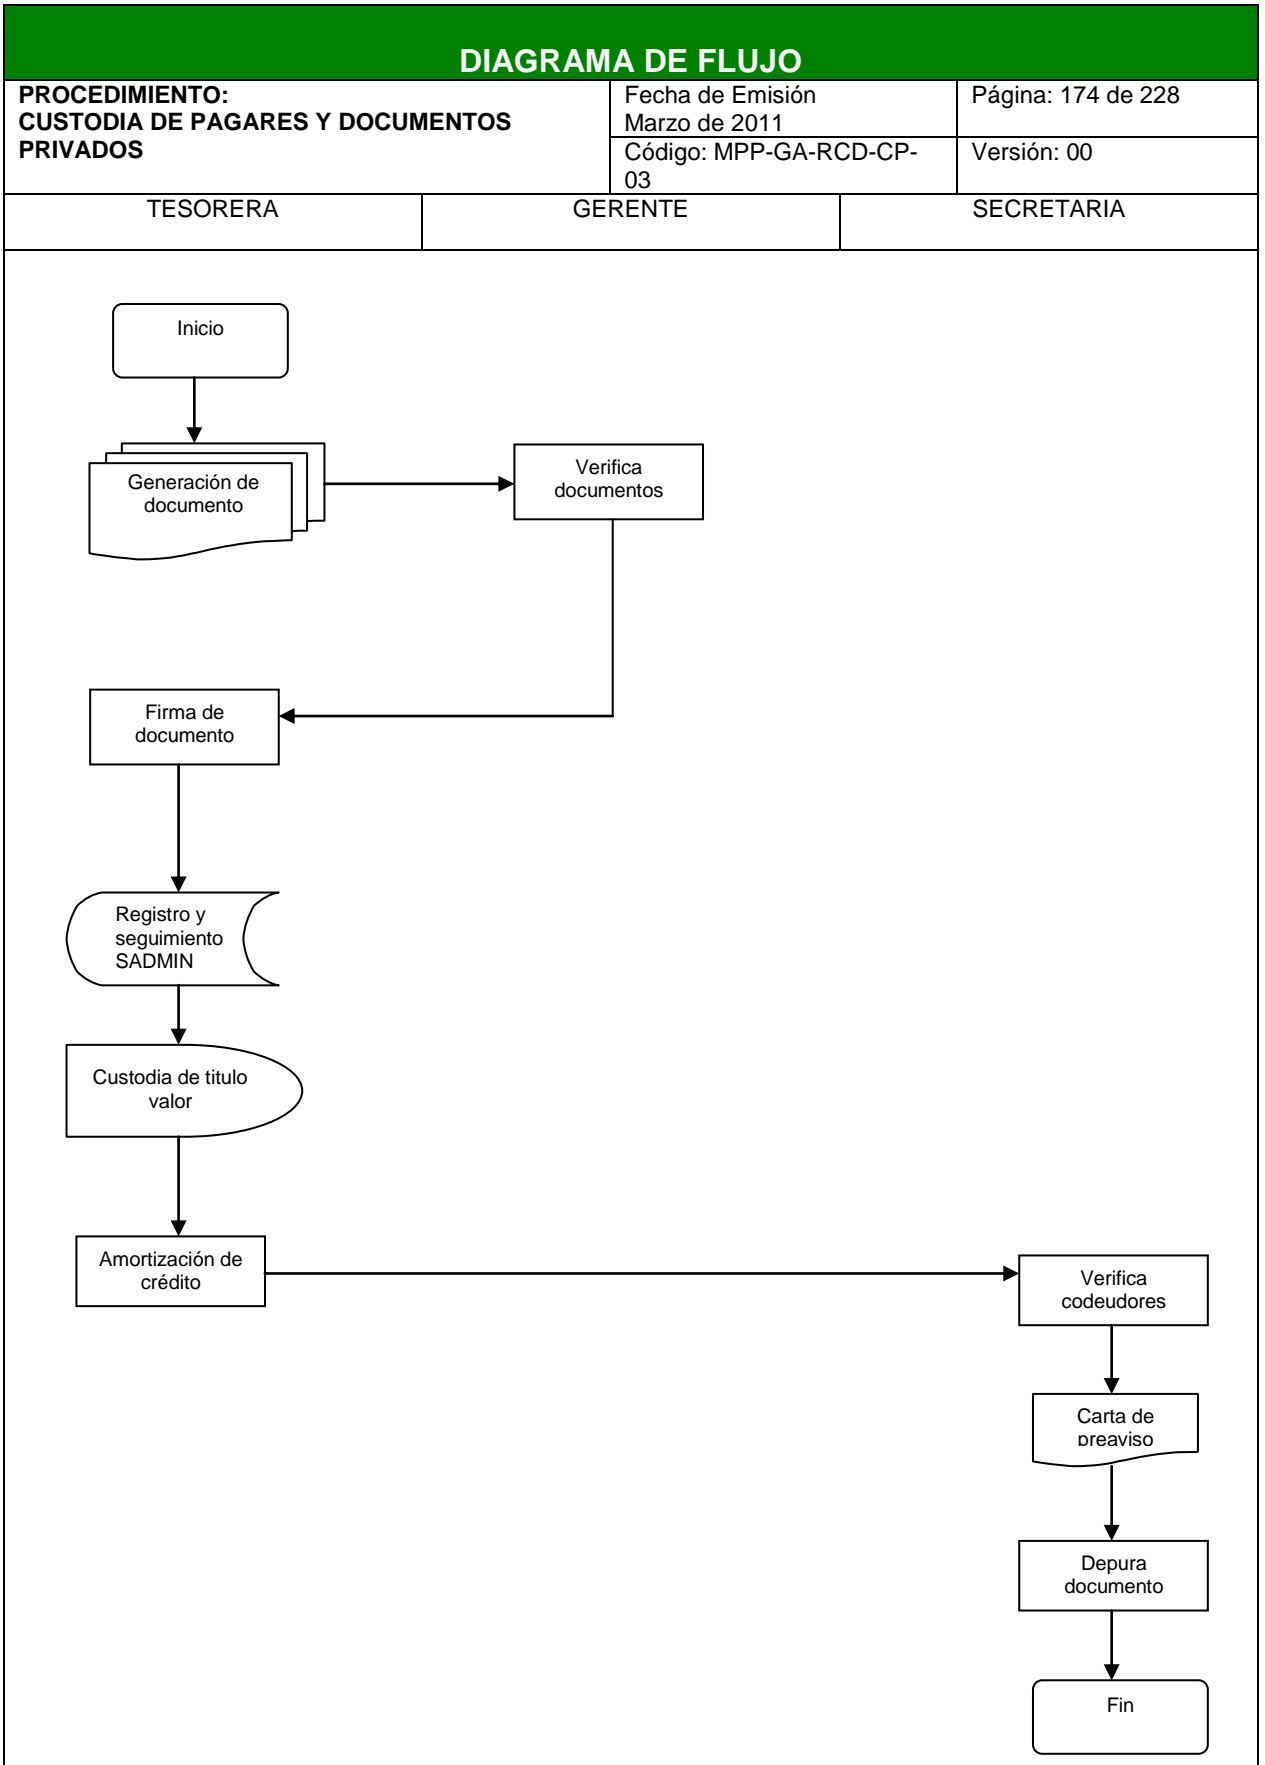 DIAGRAMA DE FLUJO
PROCEDIMIENTO:
CUSTODIA DE PAGARES Y DOCUMENTOS
PRIVADOS
Fecha de Emisión
Marzo de 2011
Página: 174 de 228
Código: MPP-GA-RCD-CP-
03
Versión: 00
TESORERA
GERENTE
SECRETARIA
Inicio
Generación de
documento
Verifica
documentos
Firma de
documento
Registro y
seguimiento
SADMIN
Custodia de titulo
valor
Amortización de
crédito
Verifica
codeudores
Carta de
preaviso
Depura
documento
Fin